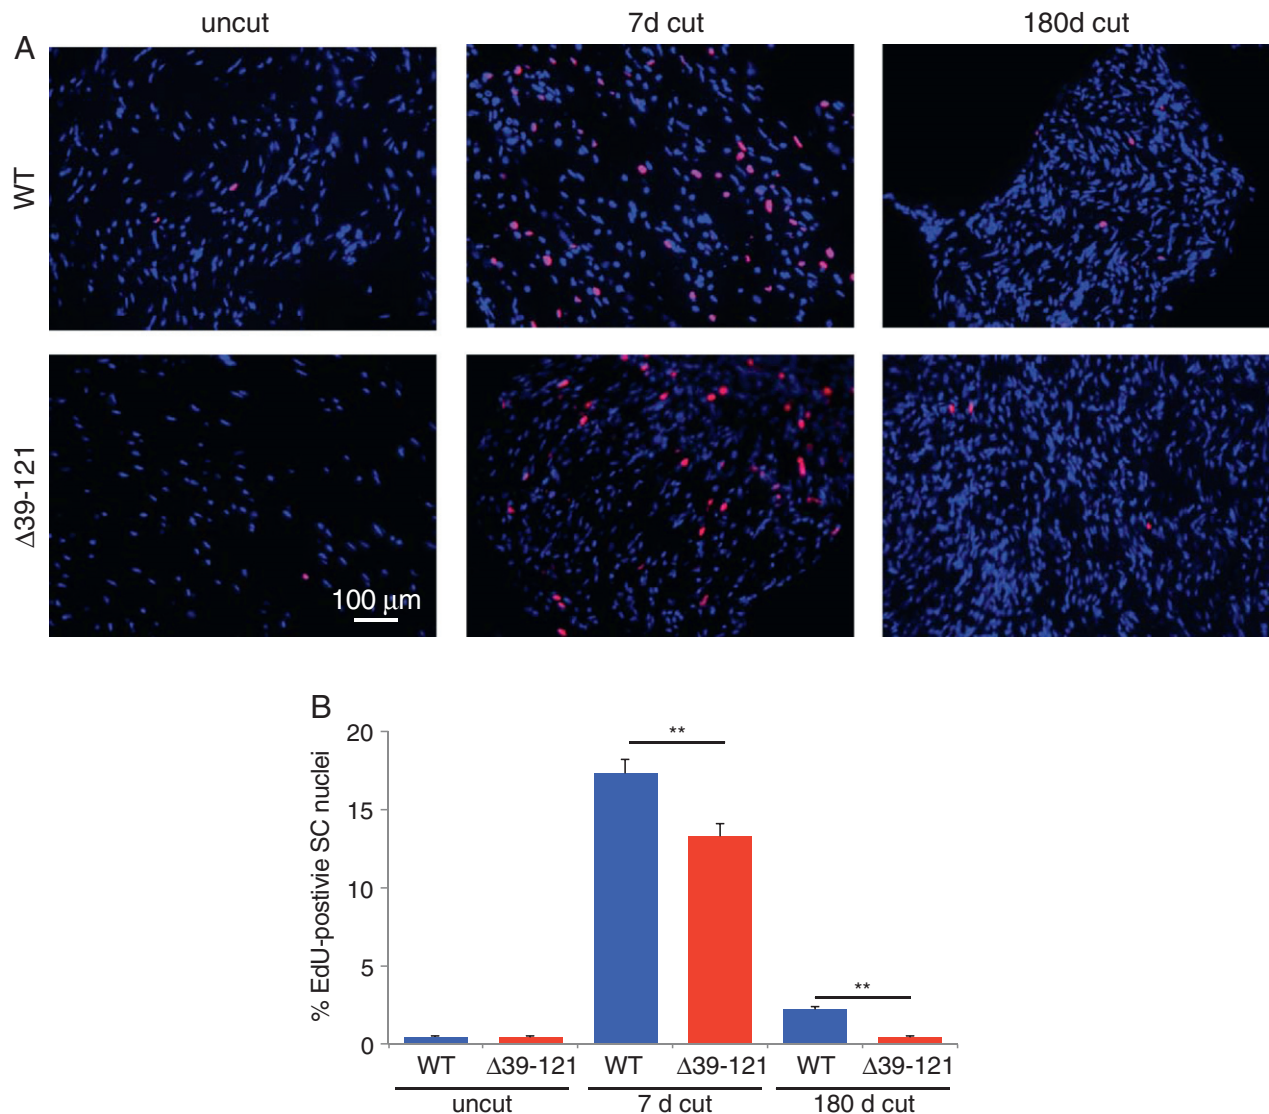 A
uncut
7d cut
180d cut
WT
Δ39-121
100 μm
B
% EdU-postivie SC nuclei
20
15
10
5
0
**
**
WT Δ39-121 WT Δ39-121 WT Δ39-121
uncut 7 d cut 180 d cut